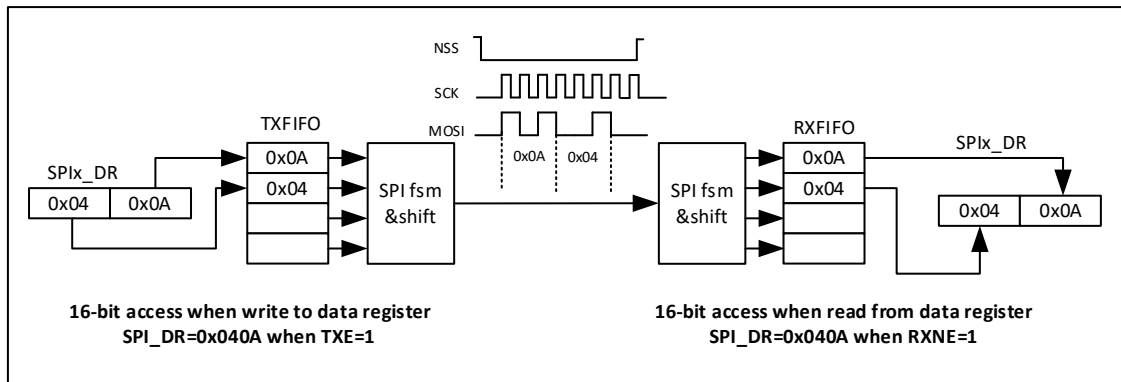 NSS
SCK
MOSI
0x0A
0x04
TXFIFO
0x0A
0x04
SPIx_DR
0x04
0x0A
SPI fsm
&shift
SPI fsm
&shift
RXFIFO
0x0A
0x04
SPIx_DR
0x04
0x0A
16-bit access when write to data register
SPI_DR=0x040A when TXE=1
16-bit access when read from data register
SPI_DR=0x040A when RXNE=1